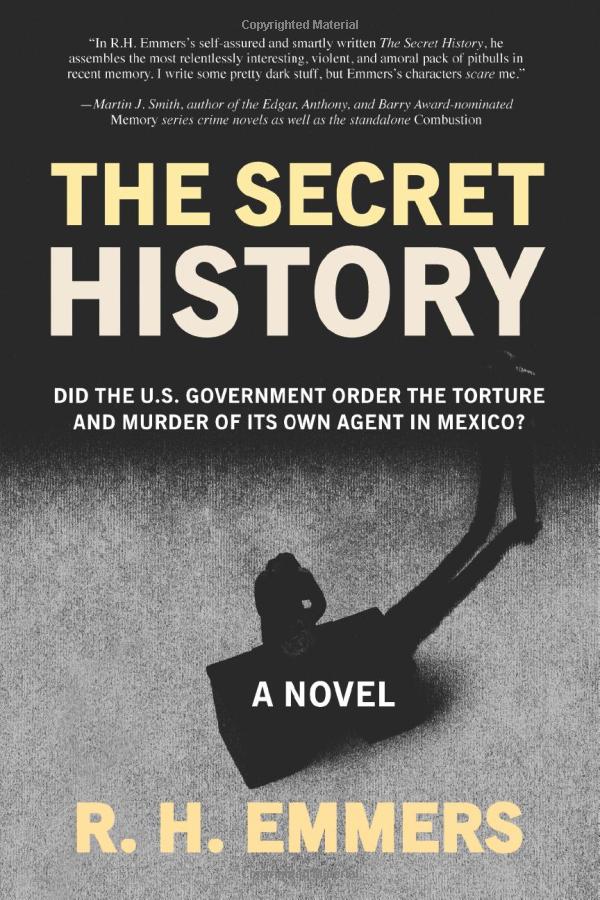 Copyrighted Material
“In R.H. Emmers’s self-assured and smartly written The Secret History, he
assembles the most relentlessly interesting, violent, and amoral pack of pitbulls in
recent memory. I write some pretty dark stuff, but Emmers’s characters scare me.”
—Martin J. Smith, author of the Edgar, Anthony, and Barry Award-nominated
Memory series crime novels as well as the standalone Combustion
THE SECRET
HISTORY
DID THE U.S. GOVERNMENT ORDER THE TORTURE
AND MURDER OF ITS OWN AGENT IN MEXICO?
A NOVEL
R. H. EMMERS
Copyrighted Material